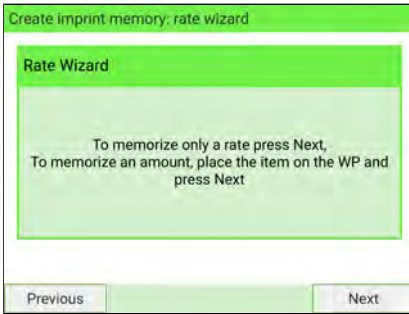 Create imprint memory: rate wizard
Rate Wizard
To memorize only a rate press Next,
To memorize an amount, place the item on the WP and
press Next
Previous
Next